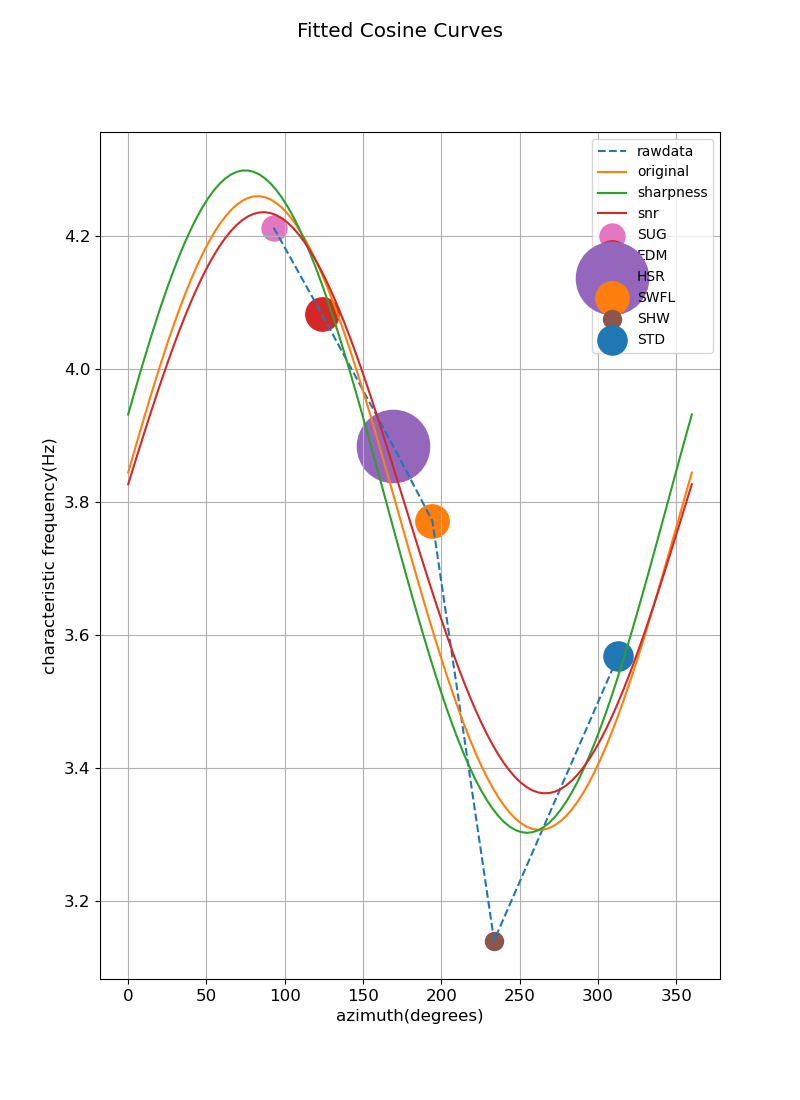 Fitted Cosine Curves
rawdata
original
sharpness
snr
SUG
EDM
HSR
SWFL
SHW
STD
4.2
4.0
3.8
3.6
3.4
3.2
characteristic frequency(Hz)
0 50 100 150 200 250 300 350
azimuth(degrees)